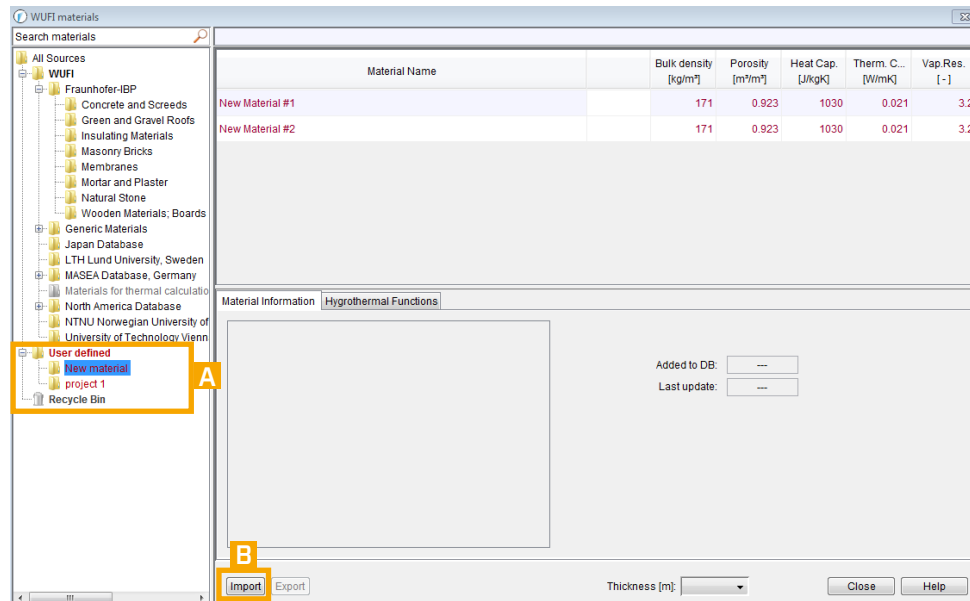 WUFI materials
Search materials
All Sources
WUFI
Fraunhofer-IBP
Concrete and Screeds
Green and Gravel Roofs
Insulating Materials
Masonry Bricks
Membranes
Mortar and Plaster
Natural Stone
Wooden Materials; Boards
Generic Materials
Japan Database
LTH Lund University, Sweden
MASEA Database, Germany
Materials for thermal calculatio
North America Database
NTNU Norwegian University of
University of Technology Vienn
User defined
New material
project 1
Recycle Bin
A
Material Name Bulk density Porosity Heat Cap. Therm. C... Vap.Res.
[kg/m³] [m³/m³] [J/kgK] [W/mK] [-]
New Material #1 171 0.923 1030 0.021 3.2
New Material #2 171 0.923 1030 0.021 3.2
Material Information Hygrothermal Functions
Added to DB: ---
Last update: ---
B
Import Export Thickness [m]: Close Help